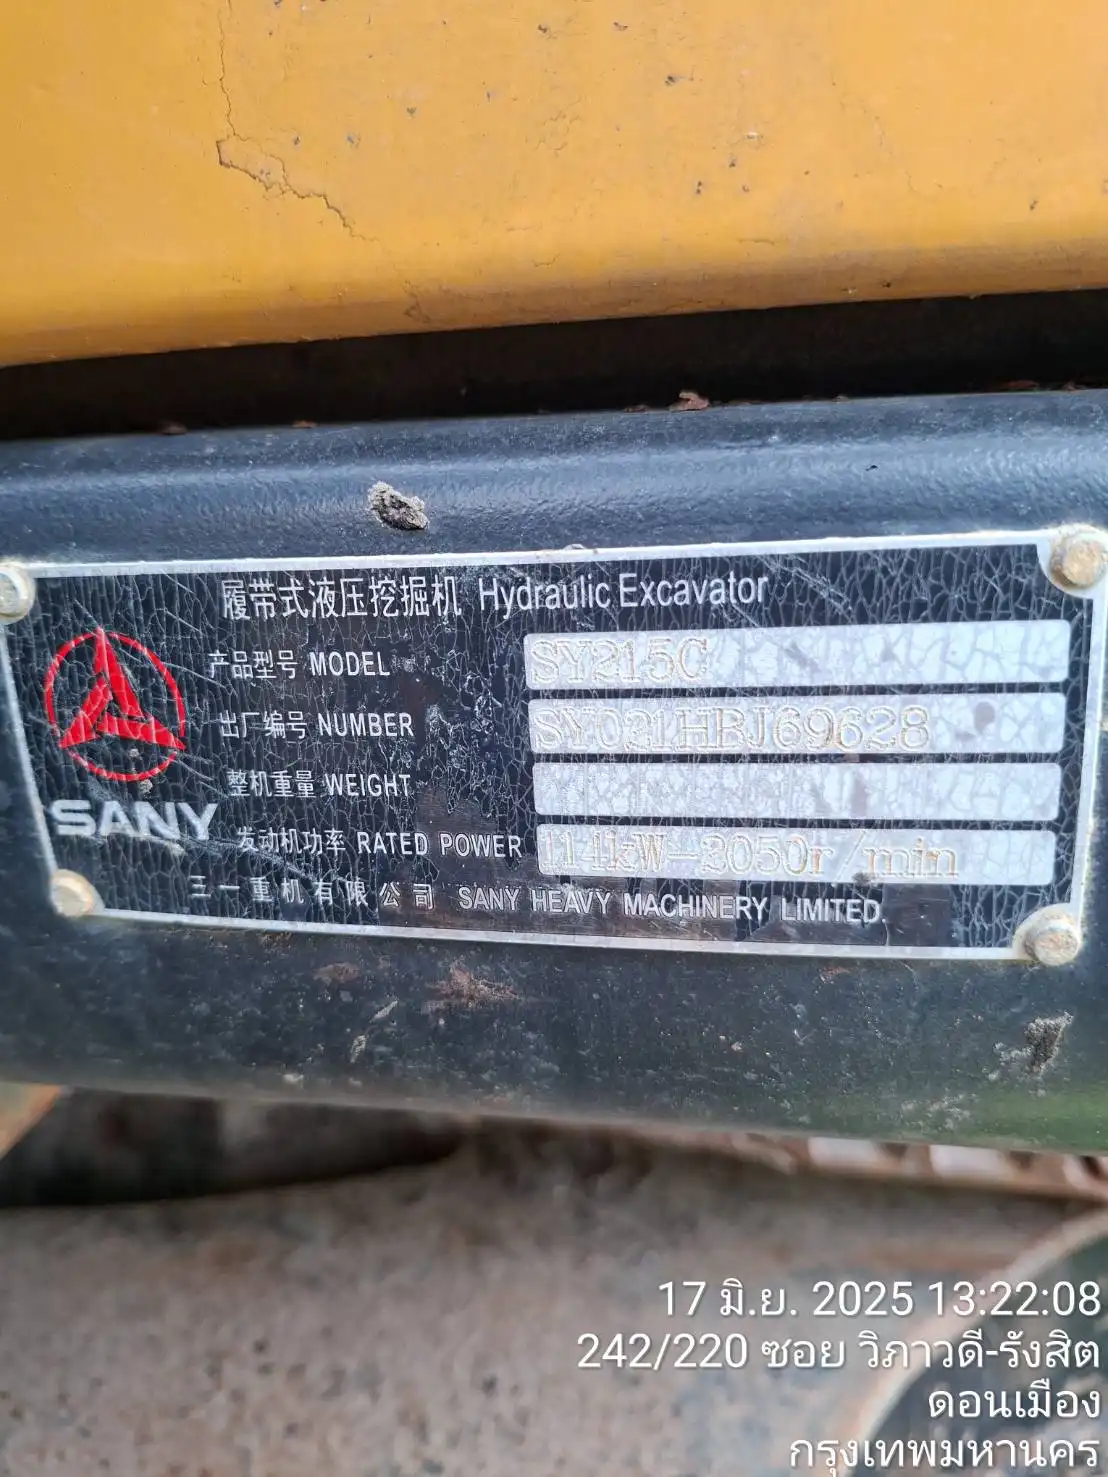 履带式液压挖掘机 Hydraulic Excavator
产品型号 MODEL SY215C
出厂编号 NUMBER SY021HBJ69628
整机重量 WEIGHT
发动机功率 RATED POWER 114kW-2050r/min
SANY
三一重机有限公司 SANY HEAVY MACHINERY LIMITED.
17 มิ.ย. 2025 13:22:08
242/220 ซอย วิภาวดี-รังสิต
ดอนเมือง
กรุงเทพมหานคร